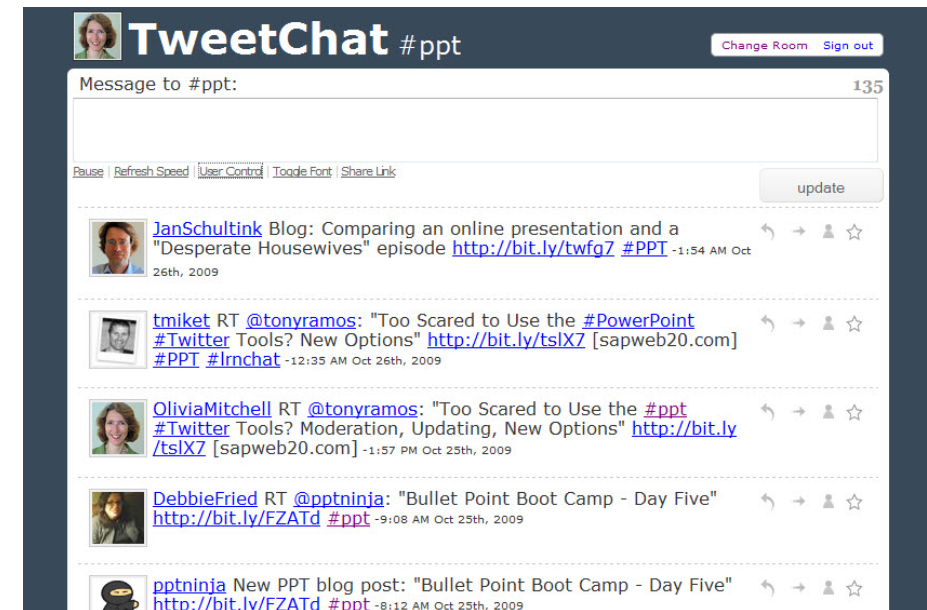 TweetChat #ppt
Change Room Sign out
Message to #ppt:
135
Pause | Refresh Speed | User Control | Toggle Font | Share Link
update
JanSchultink Blog: Comparing an online presentation and a
"Desperate Housewives" episode http://bit.ly/twfg7 #PPT -1:54 AM Oct
26th, 2009
tmiket RT @tonyramos: "Too Scared to Use the #PowerPoint
#Twitter Tools? New Options" http://bit.ly/tslX7 [sapweb20.com]
#PPT #lrnchat -12:35 AM Oct 26th, 2009
OliviaMitchell RT @tonyramos: "Too Scared to Use the #ppt
#Twitter Tools? Moderation, Updating, New Options" http://bit.ly
/tslX7 [sapweb20.com] -1:57 PM Oct 25th, 2009
DebbieFried RT @pptninja: "Bullet Point Boot Camp - Day Five"
http://bit.ly/FZATd #ppt -9:08 AM Oct 25th, 2009
pptninja New PPT blog post: "Bullet Point Boot Camp - Day Five"
http://bit.ly/FZATd #ppt -8:12 AM Oct 25th, 2009